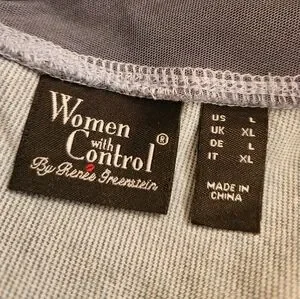 Women
with
Control®
By Renée Greenstein
US L
UK XL
DE L
IT XL
MADE IN
CHINA